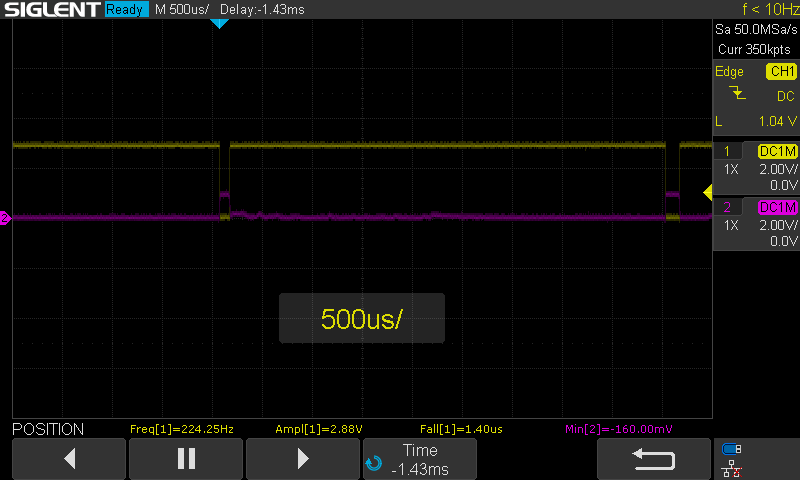 SIGLENT Ready M 500us/ Delay:-1.43ms f < 10Hz
Sa 50.0MSa/s
Curr 350kpts
Edge CH1
DC
L 1.04 V
1 DC1M
1X 2.00V/
0.0V
2 DC1M
1X 2.00V/
0.0V
2
500us/
POSITION Freq[1]=224.25Hz Ampl[1]=2.88V Fall[1]=1.40us Min[2]=-160.00mV
Time
-1.43ms